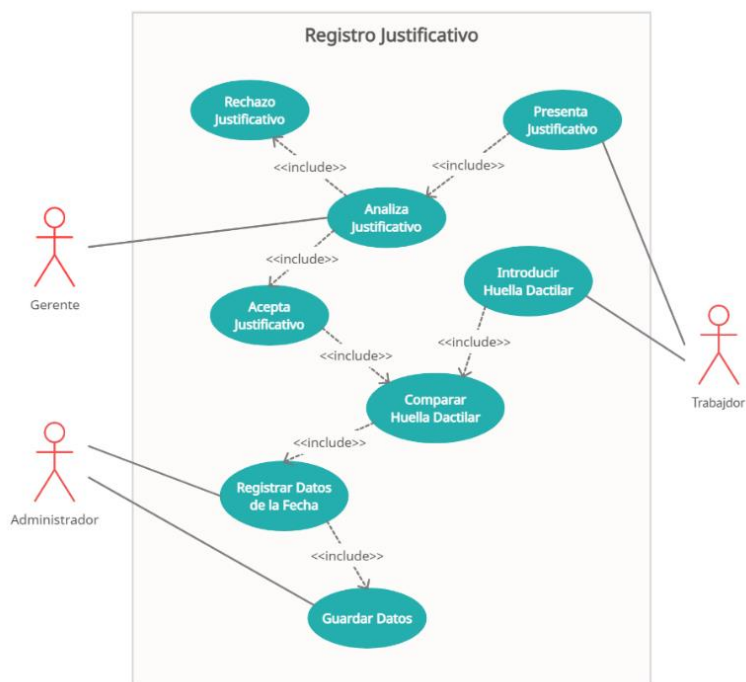 Registro Justificativo
Rechazo
Justificativo
Presenta
Justificativo
<<include>>
<<include>>
Analiza
Justificativo
Gerente
<<include>>
Introducir
Huella Dactilar
Acepta
Justificativo
<<include>>
<<include>>
Comparar
Huella Dactilar
Trabajdor
<<include>>
Registrar Datos
de la Fecha
Administrador
<<include>>
Guardar Datos